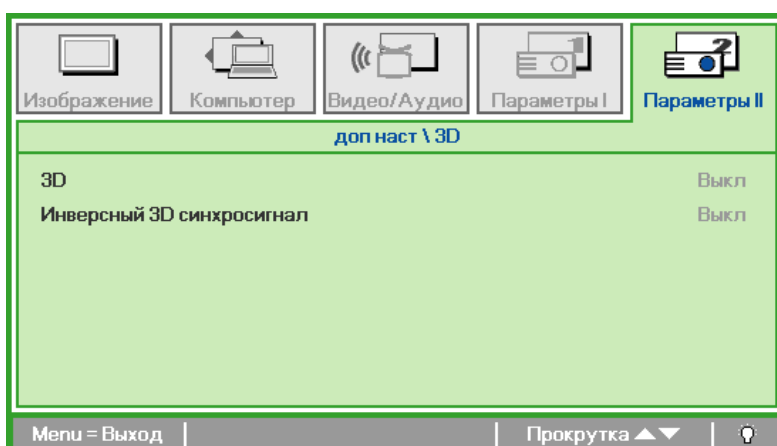 Изображение
Компьютер
Видео/Аудио
Параметры I
Параметры II
доп наст \ 3D
3D Выкл
Инверсный 3D синхросигнал Выкл
Menu = Выход Прокрутка ▲▼